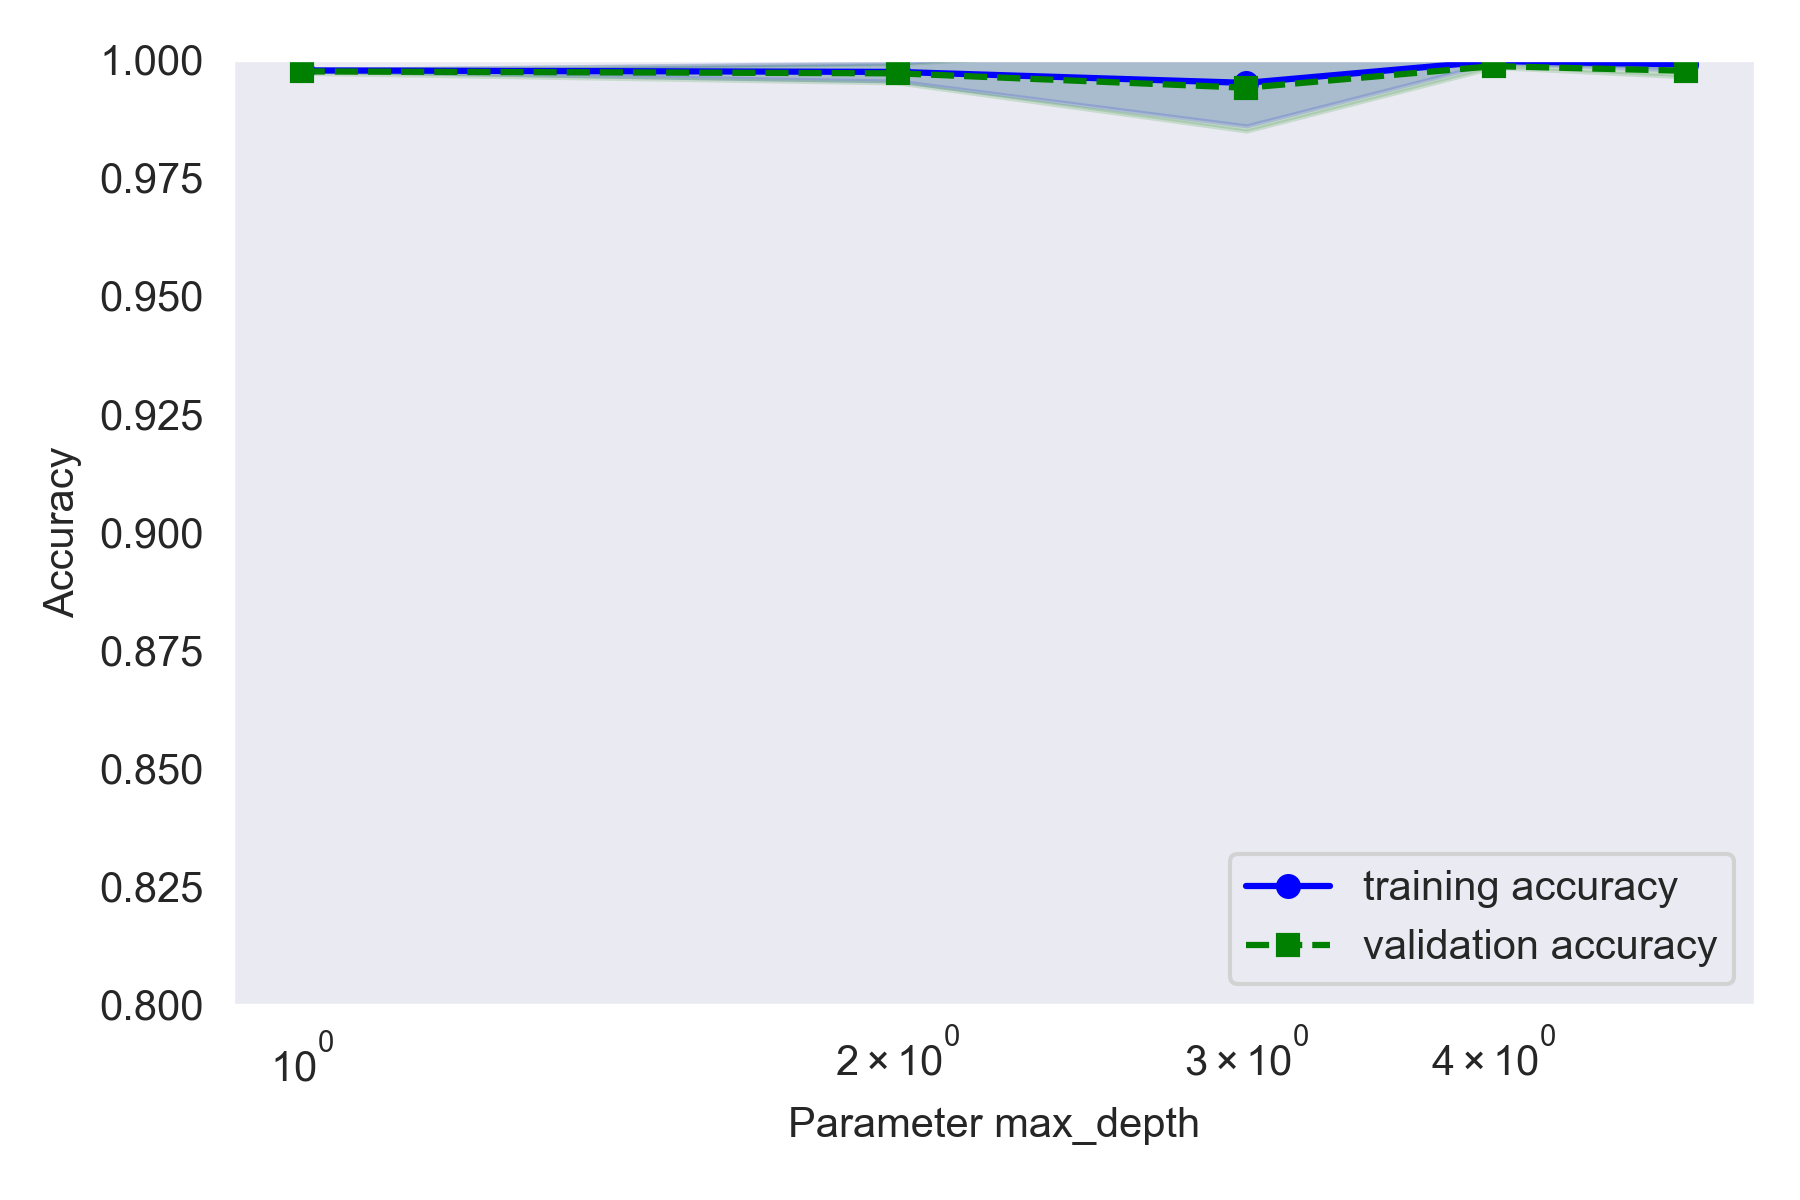 1.000
0.975
0.950
0.925
0.900
0.875
0.850
0.825
0.800
Accuracy
10⁰
2 × 10⁰
3 × 10⁰
4 × 10⁰
Parameter max_depth
training accuracy
validation accuracy